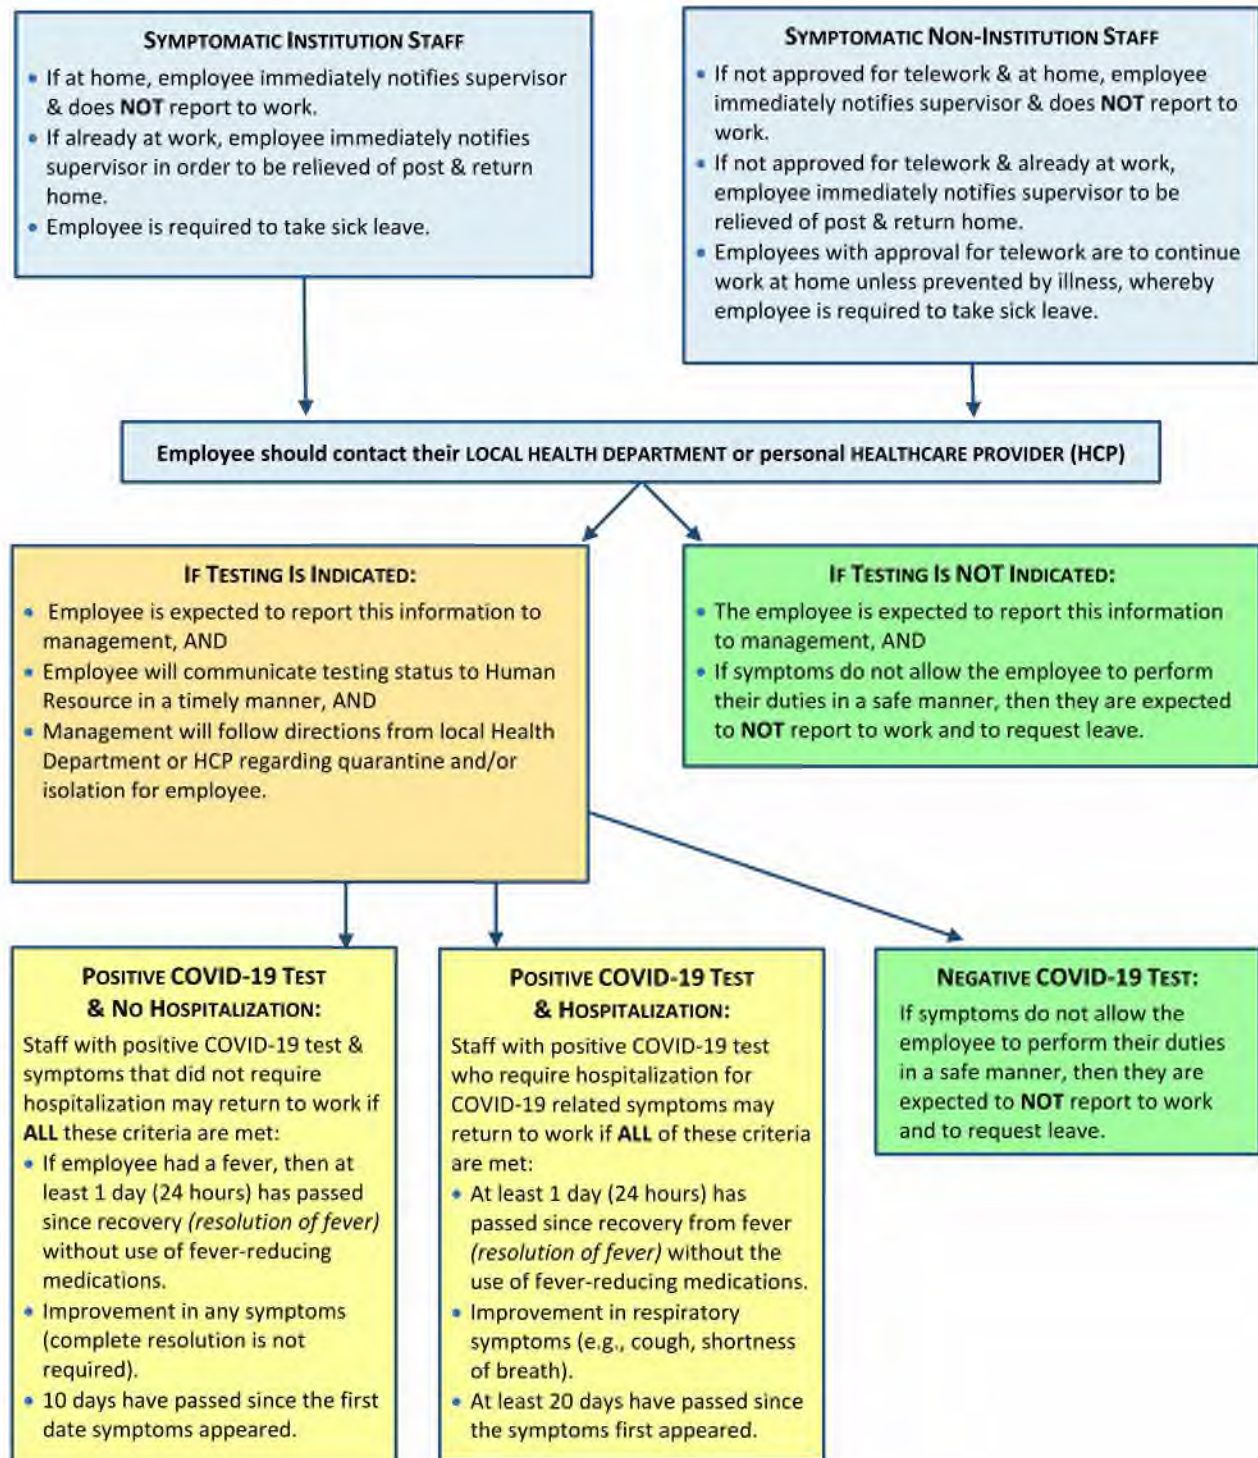 SYMPTOMATIC INSTITUTION STAFF
• If at home, employee immediately notifies supervisor
& does NOT report to work.
• If already at work, employee immediately notifies
supervisor in order to be relieved of post & return
home.
• Employee is required to take sick leave.
SYMPTOMATIC NON-INSTITUTION STAFF
• If not approved for telework & at home, employee
immediately notifies supervisor & does NOT report to
work.
• If not approved for telework & already at work,
employee immediately notifies supervisor to be
relieved of post & return home.
• Employees with approval for telework are to continue
work at home unless prevented by illness, whereby
employee is required to take sick leave.
Employee should contact their LOCAL HEALTH DEPARTMENT or personal HEALTHCARE PROVIDER (HCP)
IF TESTING IS INDICATED:
• Employee is expected to report this information to
management, AND
• Employee will communicate testing status to Human
Resource in a timely manner, AND
• Management will follow directions from local Health
Department or HCP regarding quarantine and/or
isolation for employee.
IF TESTING IS NOT INDICATED:
• The employee is expected to report this information
to management, AND
• If symptoms do not allow the employee to perform
their duties in a safe manner, then they are expected
to NOT report to work and to request leave.
POSITIVE COVID-19 TEST
& NO HOSPITALIZATION:
Staff with positive COVID-19 test &
symptoms that did not require
hospitalization may return to work if
ALL these criteria are met:
• If employee had a fever, then at
least 1 day (24 hours) has passed
since recovery (resolution of fever)
without use of fever-reducing
medications.
• Improvement in any symptoms
(complete resolution is not
required).
• 10 days have passed since the first
date symptoms appeared.
POSITIVE COVID-19 TEST
& HOSPITALIZATION:
Staff with positive COVID-19 test
who require hospitalization for
COVID-19 related symptoms may
return to work if ALL of these criteria
are met:
• At least 1 day (24 hours) has
passed since recovery from fever
(resolution of fever) without the
use of fever-reducing medications.
• Improvement in respiratory
symptoms (e.g., cough, shortness
of breath).
• At least 20 days have passed since
the symptoms first appeared.
NEGATIVE COVID-19 TEST:
If symptoms do not allow the
employee to perform their duties
in a safe manner, then they are
expected to NOT report to work
and to request leave.